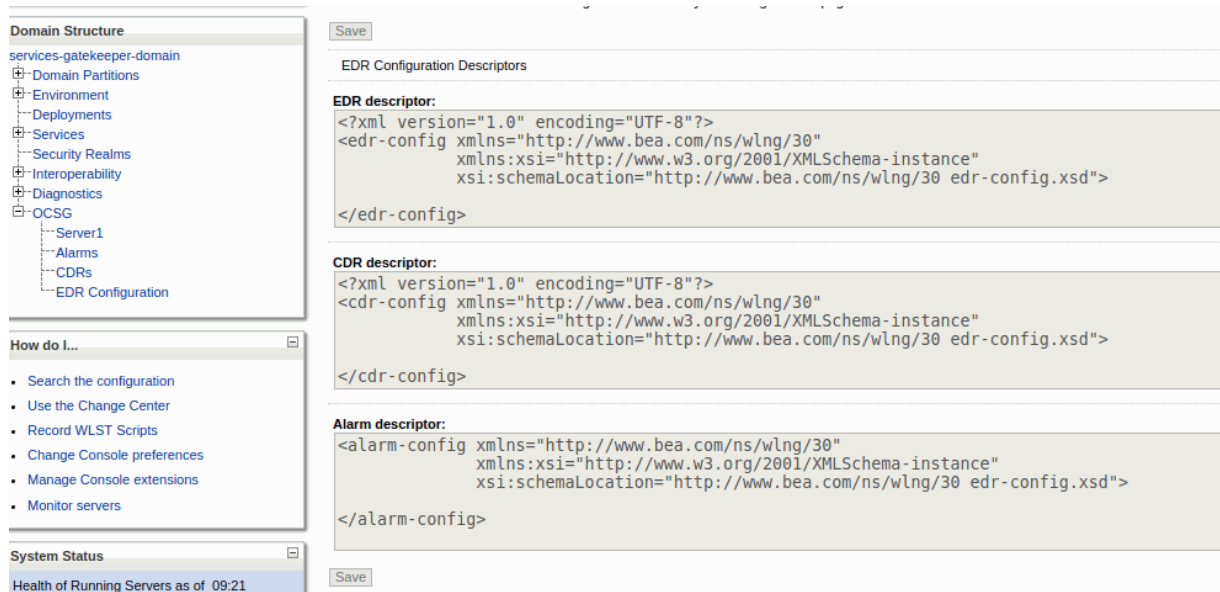 Domain Structure
services-gatekeeper-domain
Domain Partitions
Environment
Deployments
Services
Security Realms
Interoperability
Diagnostics
OCSG
Server1
Alarms
CDRs
EDR Configuration
How do I...
Search the configuration
Use the Change Center
Record WLST Scripts
Change Console preferences
Manage Console extensions
Monitor servers
System Status
Health of Running Servers as of 09:21
Save
EDR Configuration Descriptors
EDR descriptor:
<?xml version="1.0" encoding="UTF-8"?>
<edr-config xmlns="http://www.bea.com/ns/wlng/30"
xmlns:xsi="http://www.w3.org/2001/XMLSchema-instance"
xsi:schemaLocation="http://www.bea.com/ns/wlng/30 edr-config.xsd">
</edr-config>
CDR descriptor:
<?xml version="1.0" encoding="UTF-8"?>
<cdr-config xmlns="http://www.bea.com/ns/wlng/30"
xmlns:xsi="http://www.w3.org/2001/XMLSchema-instance"
xsi:schemaLocation="http://www.bea.com/ns/wlng/30 edr-config.xsd">
</cdr-config>
Alarm descriptor:
<alarm-config xmlns="http://www.bea.com/ns/wlng/30"
xmlns:xsi="http://www.w3.org/2001/XMLSchema-instance"
xsi:schemaLocation="http://www.bea.com/ns/wlng/30 edr-config.xsd">
</alarm-config>
Save